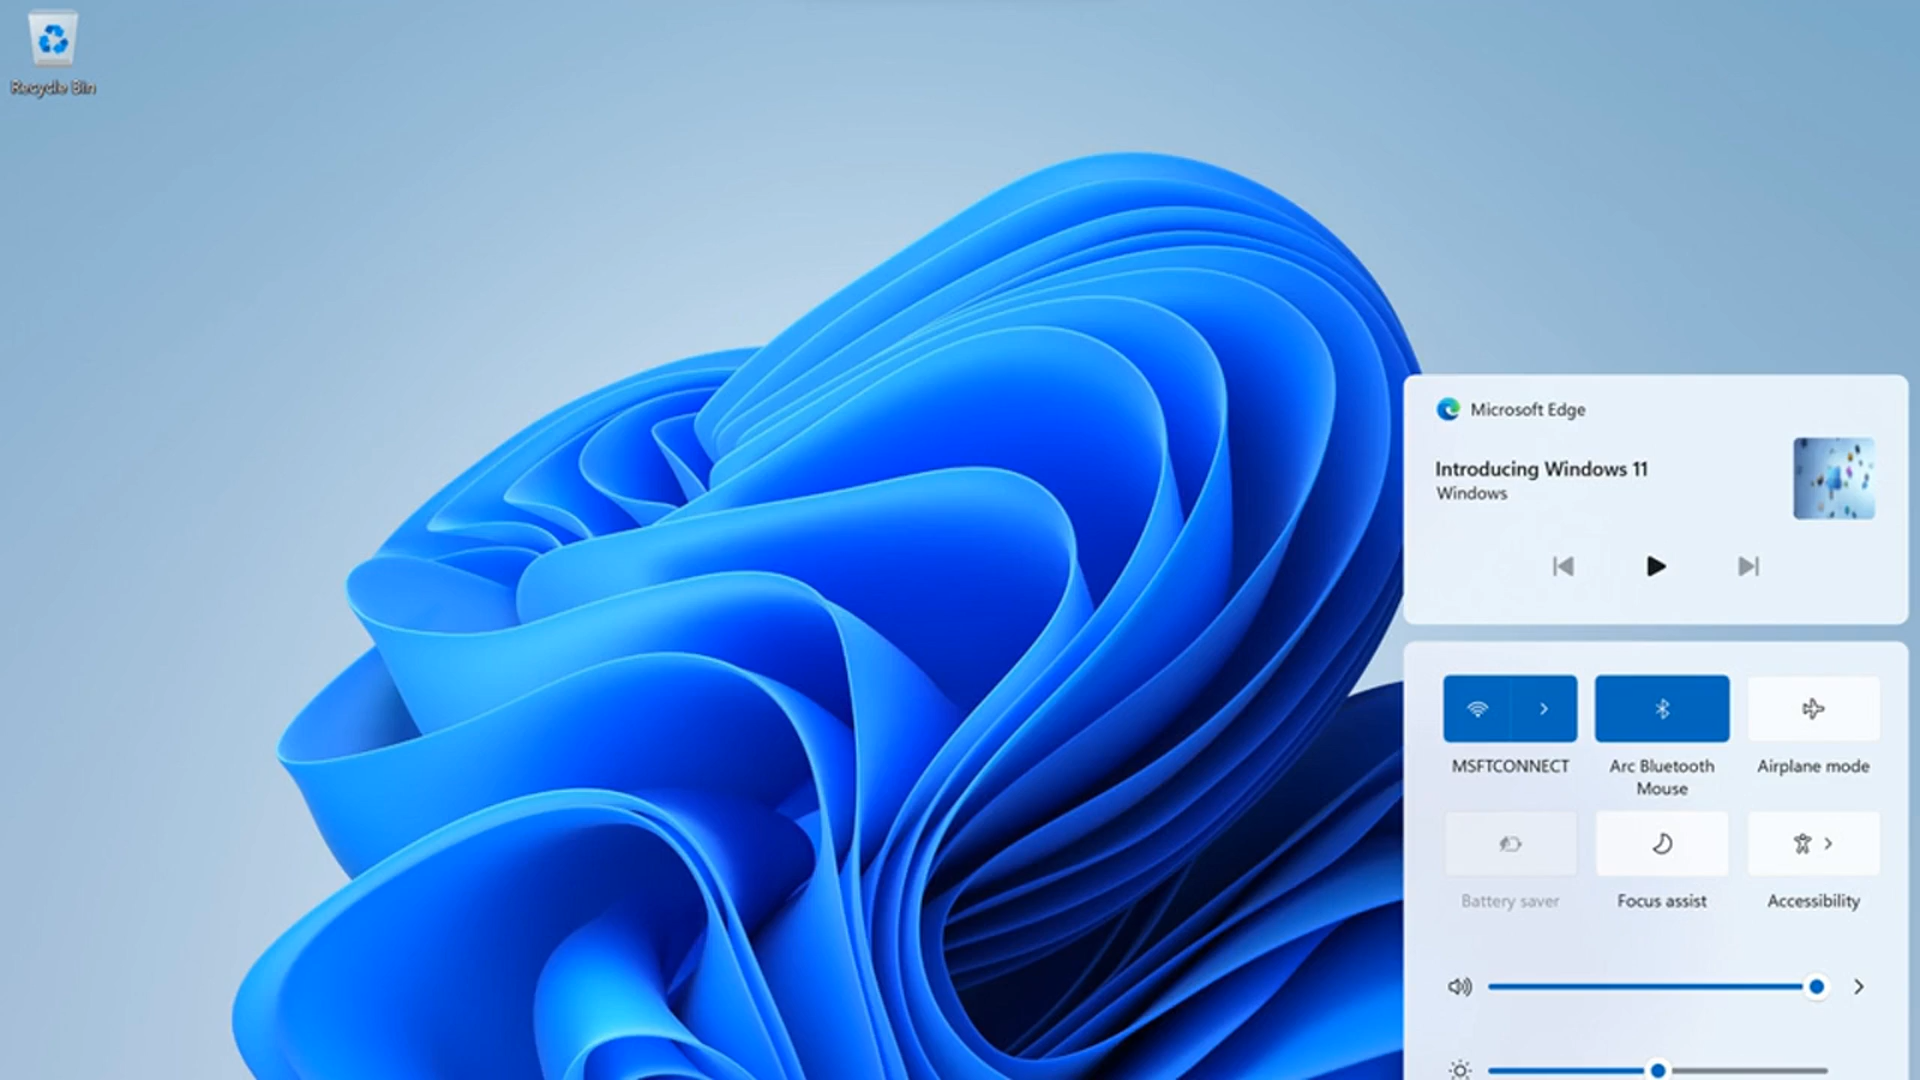 Recycle Bin
Microsoft Edge
Introducing Windows 11
Windows
MSFTCONNECT
Arc Bluetooth
Mouse
Airplane mode
Battery saver
Focus assist
Accessibility